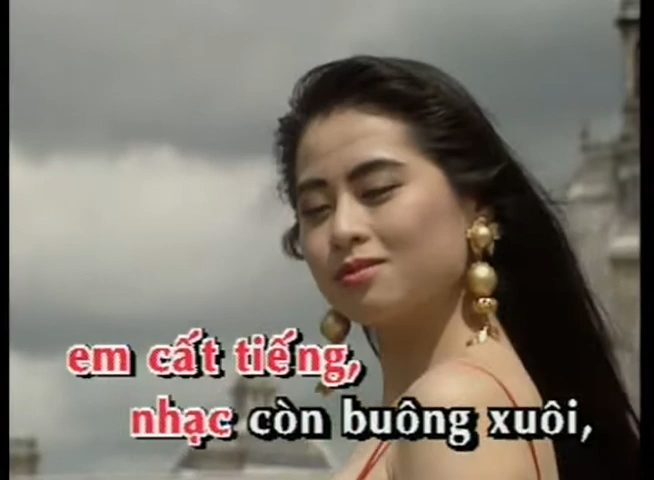 em cất tiếng,
nhạc còn buông xuôi,